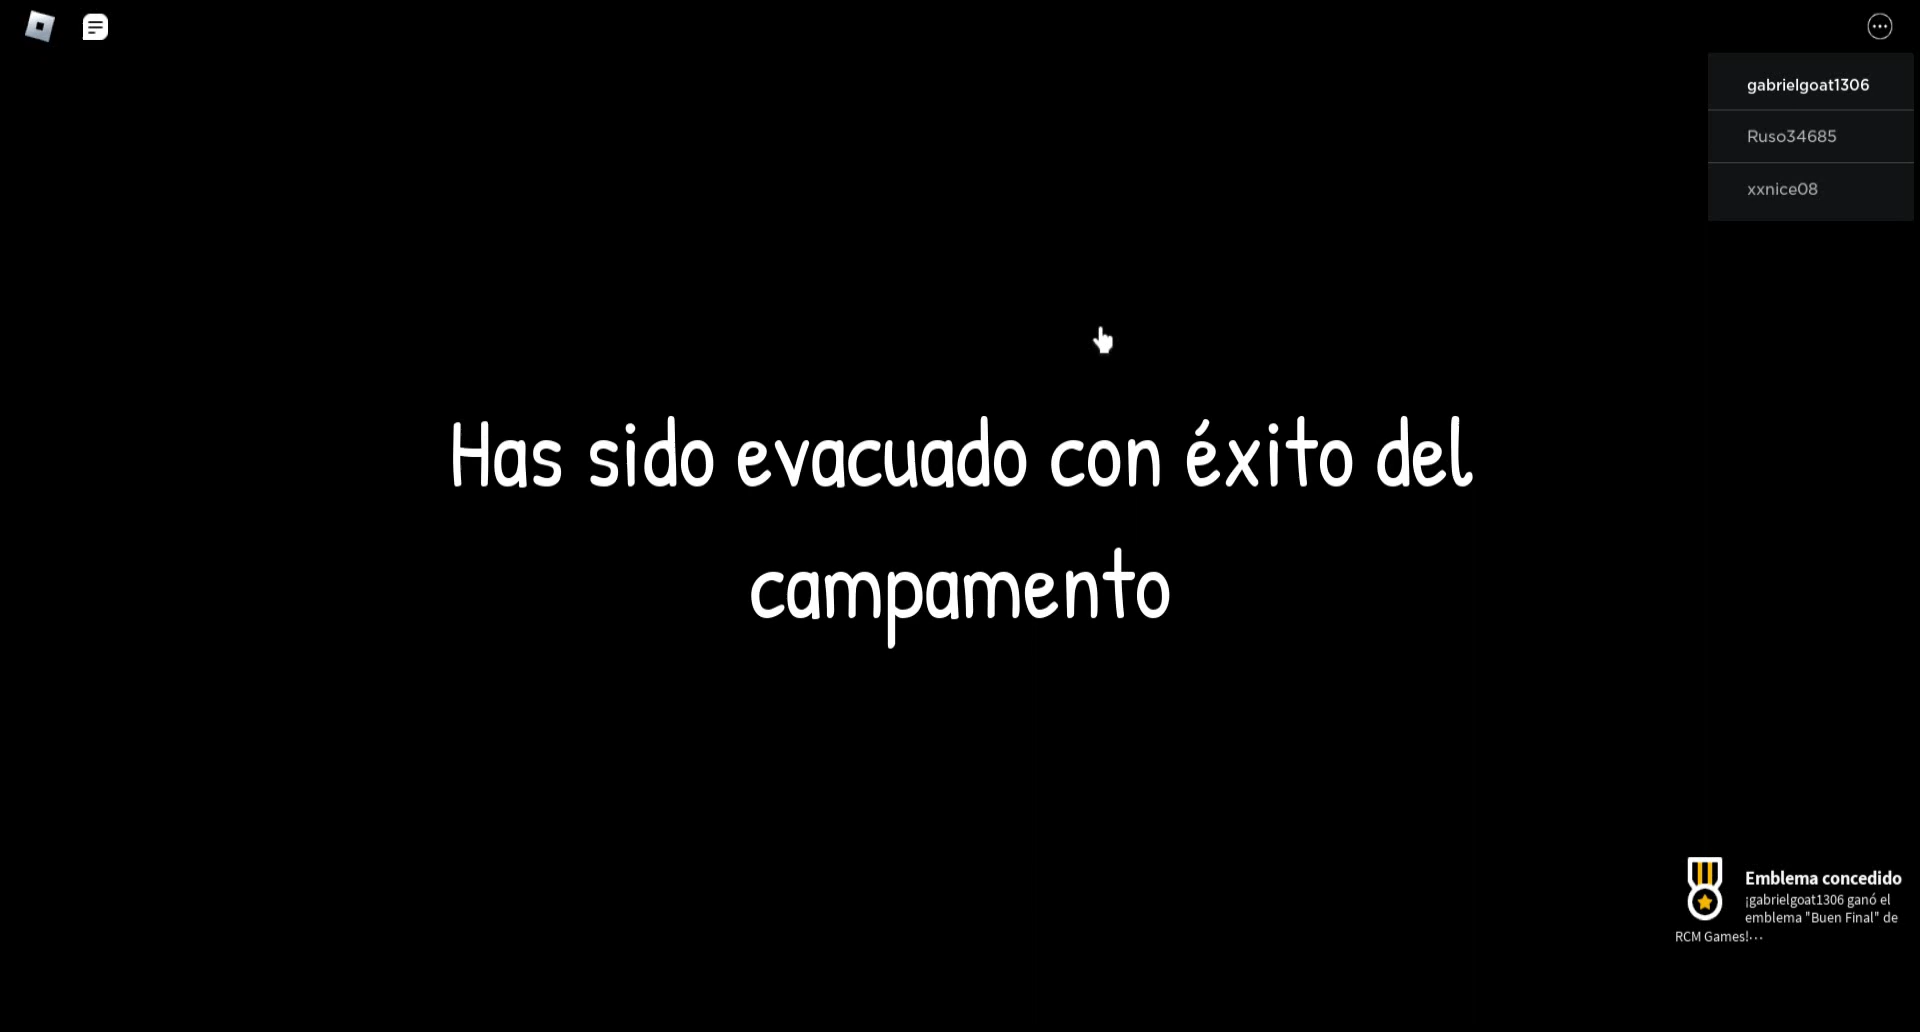 gabrielgoat1306
Ruso34685
xxnice08
Has sido evacuado con éxito del
campamento
Emblema concedido
¡gabrielgoat1306 ganó el
emblema "Buen Final" de
RCM Games!···